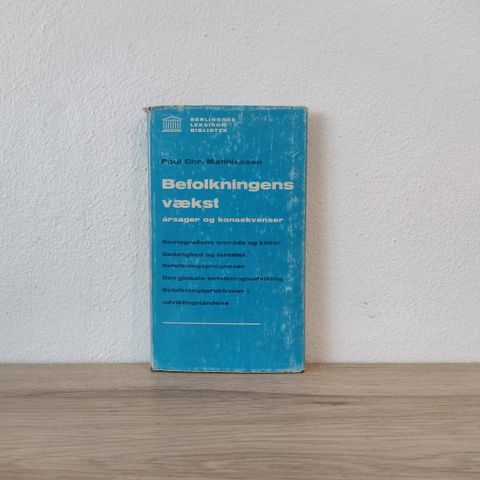 BERLINGSKE
LEKSIKON
BIBLIOTEK
Poul Chr. Matthiessen
Befolkningens
vækst
årsager og konsekvenser
Demografiens område og kilder
Dødelighed og fertilitet
Befolkningsprognoser
Den globale befolkningsudvikling
Befolkningsproblemer i
udviklingslandene